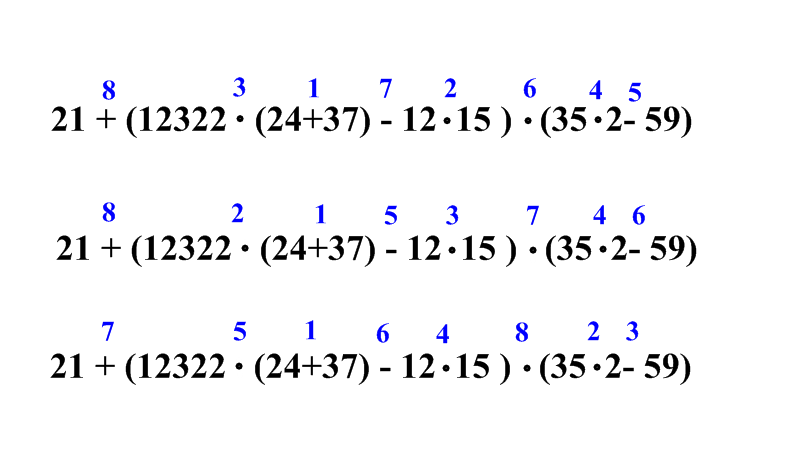 8 3 1 7 2 6 4 5
21 + (12322 · (24+37) - 12·15 ) · (35·2- 59)
8 2 1 5 3 7 4 6
21 + (12322 · (24+37) - 12·15 ) · (35·2- 59)
7 5 1 6 4 8 2 3
21 + (12322 · (24+37) - 12·15 ) · (35·2- 59)